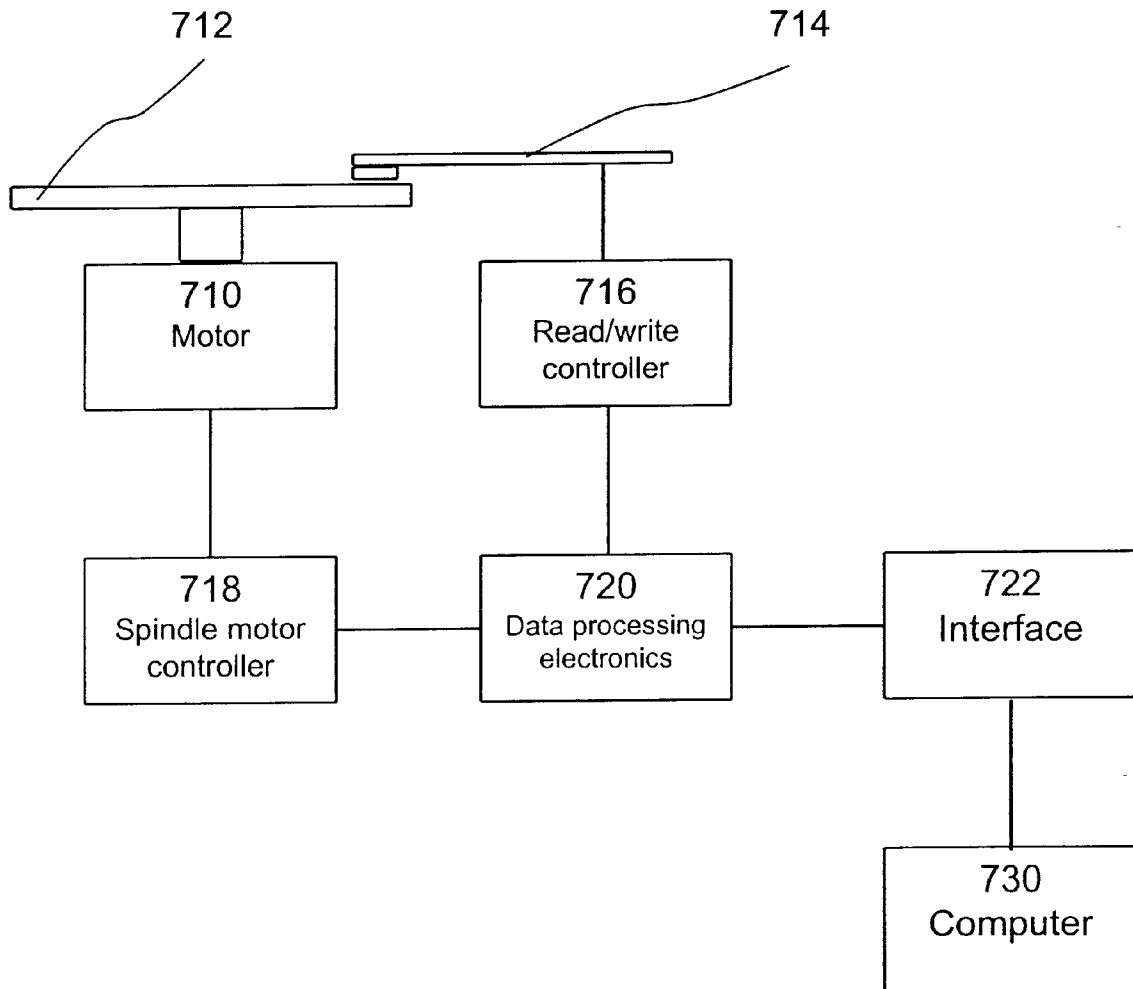 712
714
710
Motor
716
Read/write
controller
718
Spindle motor
controller
720
Data processing
electronics
722
Interface
730
Computer